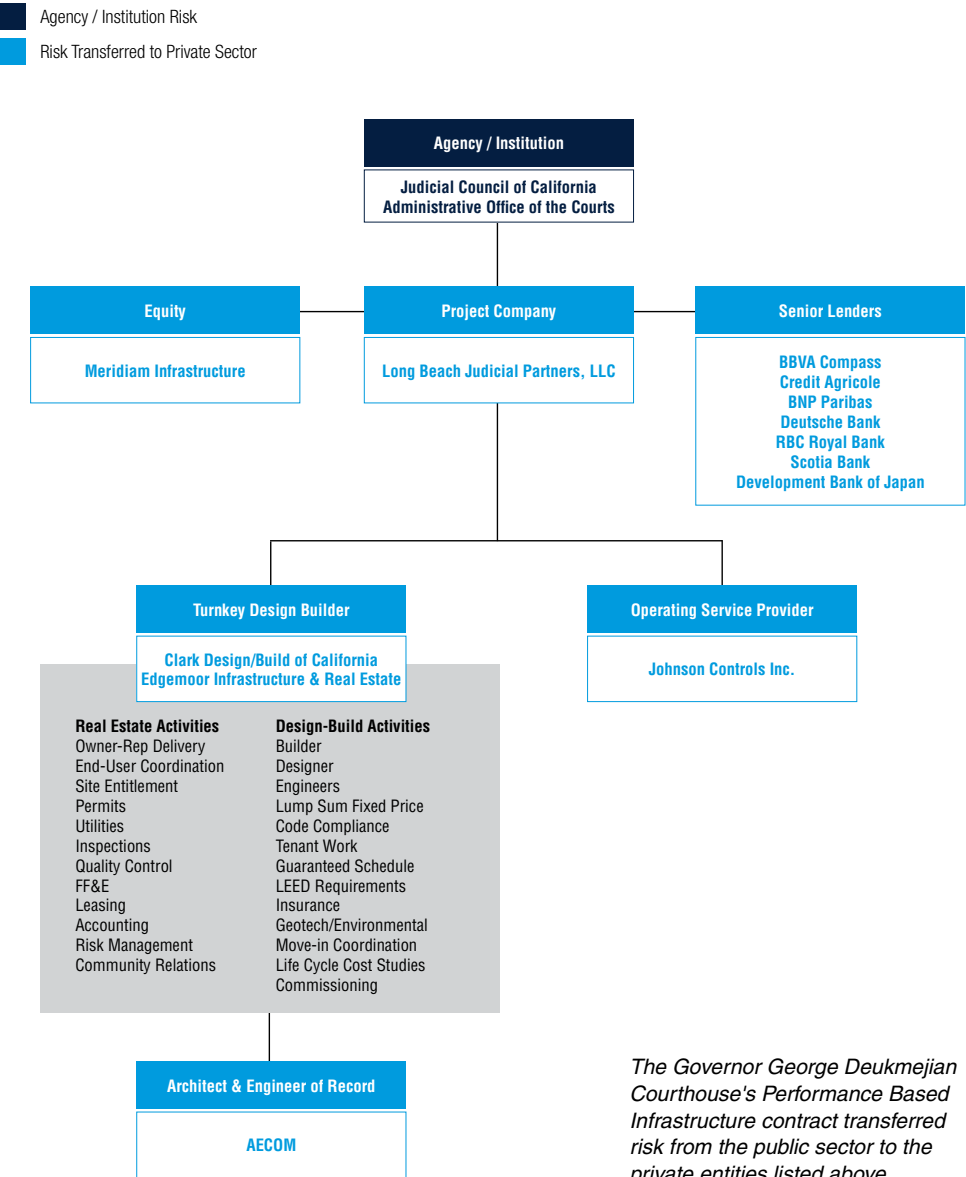 Agency / Institution Risk
Risk Transferred to Private Sector
Agency / Institution
Judicial Council of California
Administrative Office of the Courts
Equity
Meridiam Infrastructure
Project Company
Long Beach Judicial Partners, LLC
Senior Lenders
BBVA Compass
Credit Agricole
BNP Paribas
Deutsche Bank
RBC Royal Bank
Scotia Bank
Development Bank of Japan
Turnkey Design Builder
Clark Design/Build of California
Edgemoor Infrastructure & Real Estate
Operating Service Provider
Johnson Controls Inc.
Real Estate Activities
Owner-Rep Delivery
End-User Coordination
Site Entitlement
Permits
Utilities
Inspections
Quality Control
FF&E
Leasing
Accounting
Risk Management
Community Relations
Design-Build Activities
Builder
Designer
Engineers
Lump Sum Fixed Price
Code Compliance
Tenant Work
Guaranteed Schedule
LEED Requirements
Insurance
Geotech/Environmental
Move-in Coordination
Life Cycle Cost Studies
Commissioning
Architect & Engineer of Record
AECOM
The Governor George Deukmejian
Courthouse's Performance Based
Infrastructure contract transferred
risk from the public sector to the
private entities listed above